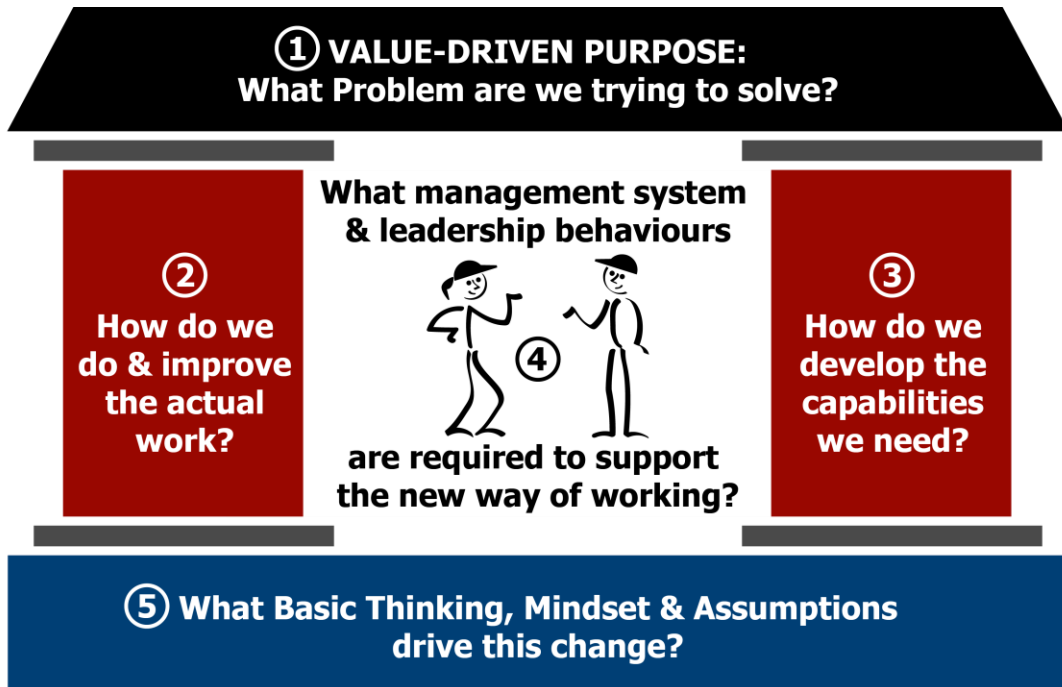 ① VALUE-DRIVEN PURPOSE:
What Problem are we trying to solve?
②
How do we
do & improve
the actual
work?
③
How do we
develop the
capabilities
we need?
What management system
& leadership behaviours
④
are required to support
the new way of working?
⑤ What Basic Thinking, Mindset & Assumptions
drive this change?